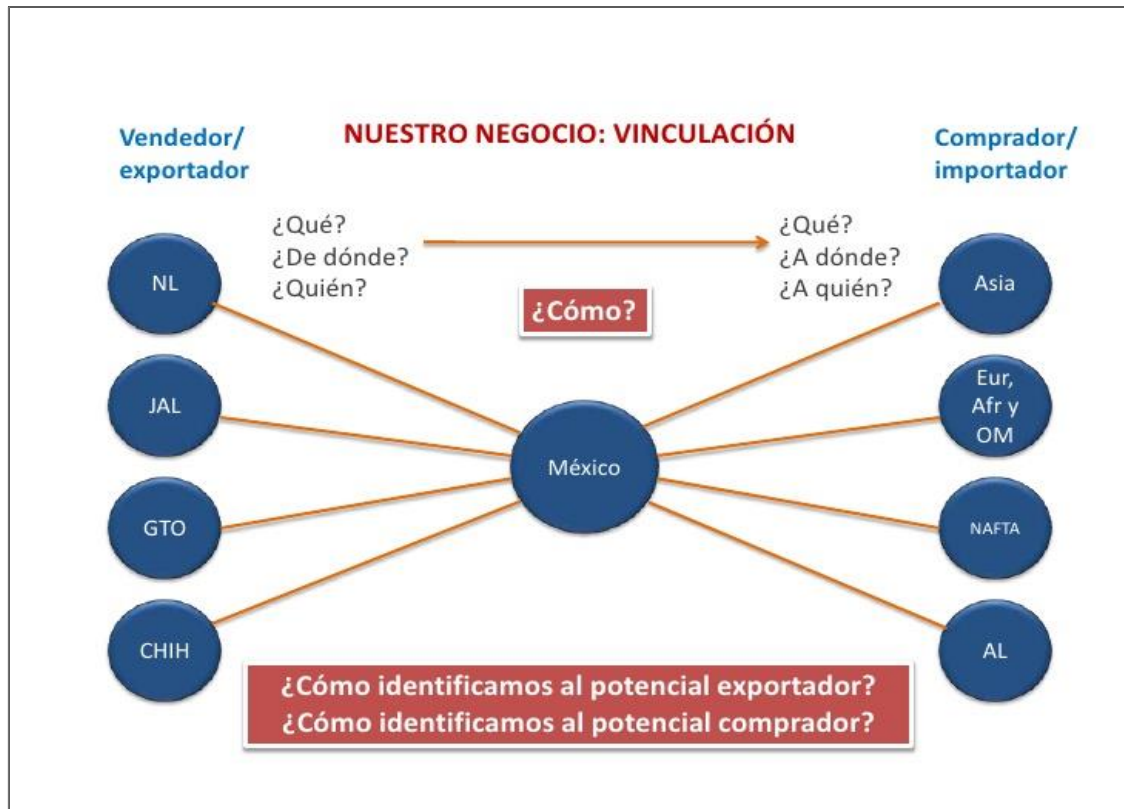 NUESTRO NEGOCIO: VINCULACIÓN
Vendedor/
exportador
Comprador/
importador
¿Qué?
¿De dónde?
¿Quién?
¿Qué?
¿A dónde?
¿A quién?
¿Cómo?
NL
JAL
GTO
CHIH
México
Asia
Eur,
Afr y
OM
NAFTA
AL
¿Cómo identificamos al potencial exportador?
¿Cómo identificamos al potencial comprador?